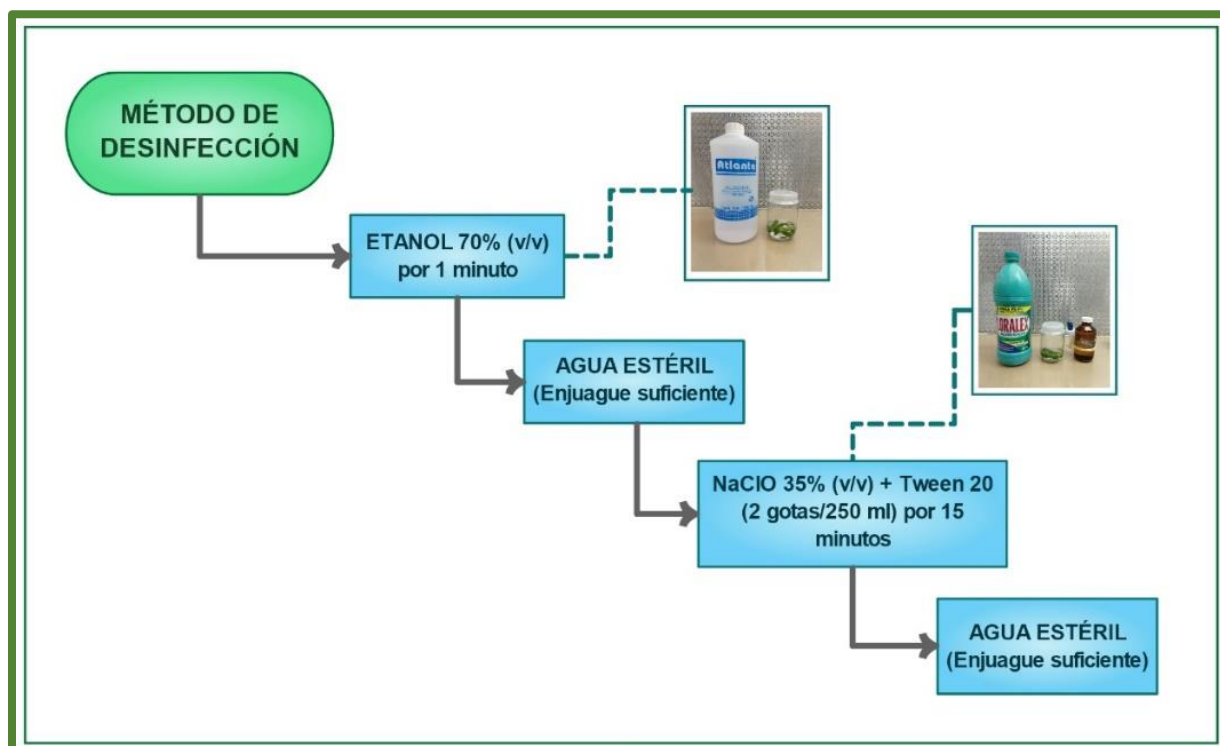 MÉTODO DE
DESINFECCIÓN
ETANOL 70% (v/v)
por 1 minuto
Atlante
AGUA ESTÉRIL
(Enjuague suficiente)
LORALEX
NaClO 35% (v/v) + Tween 20
(2 gotas/250 ml) por 15
minutos
AGUA ESTÉRIL
(Enjuague suficiente)